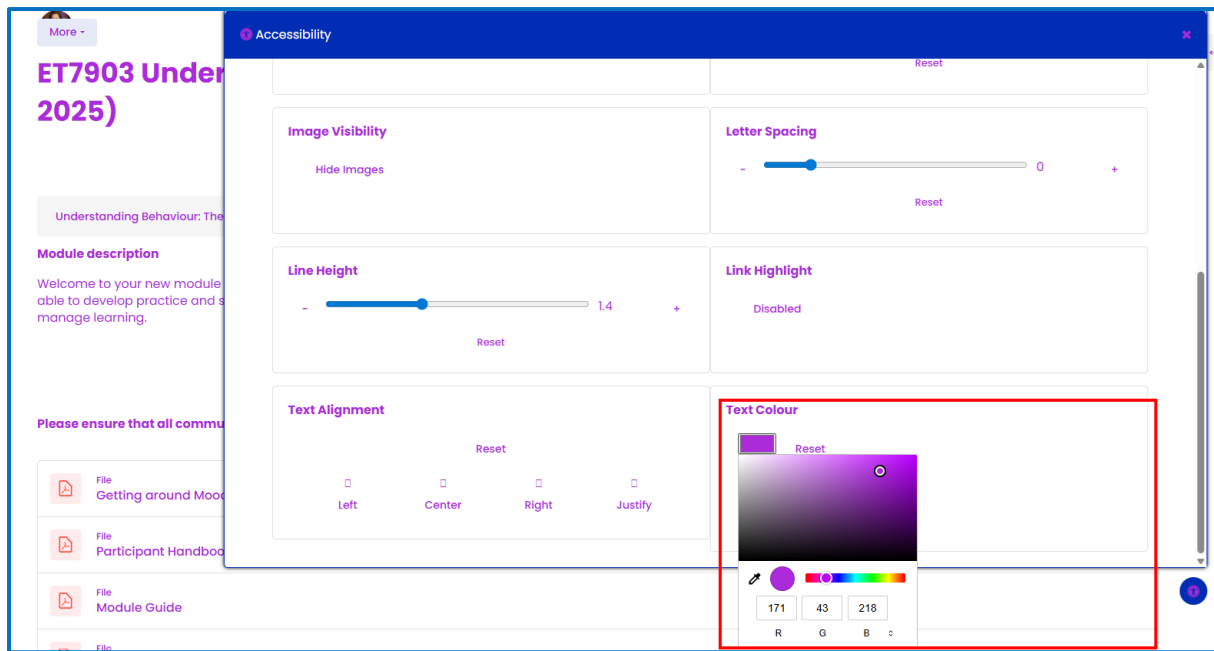 More
ET7903 Under
2025)
Understanding Behaviour: The
Module description
Welcome to your new module
able to develop practice and s
manage learning.
Please ensure that all commu
File
Getting around Mood
File
Participant Handboo
File
Module Guide
File
Accessibility
Reset
Image Visibility
Hide Images
Letter Spacing
- 0 +
Reset
Line Height
- 1.4 +
Reset
Link Highlight
Disabled
Text Alignment
Reset
Left Center Right Justify
Text Colour
Reset
171 43 218
R G B